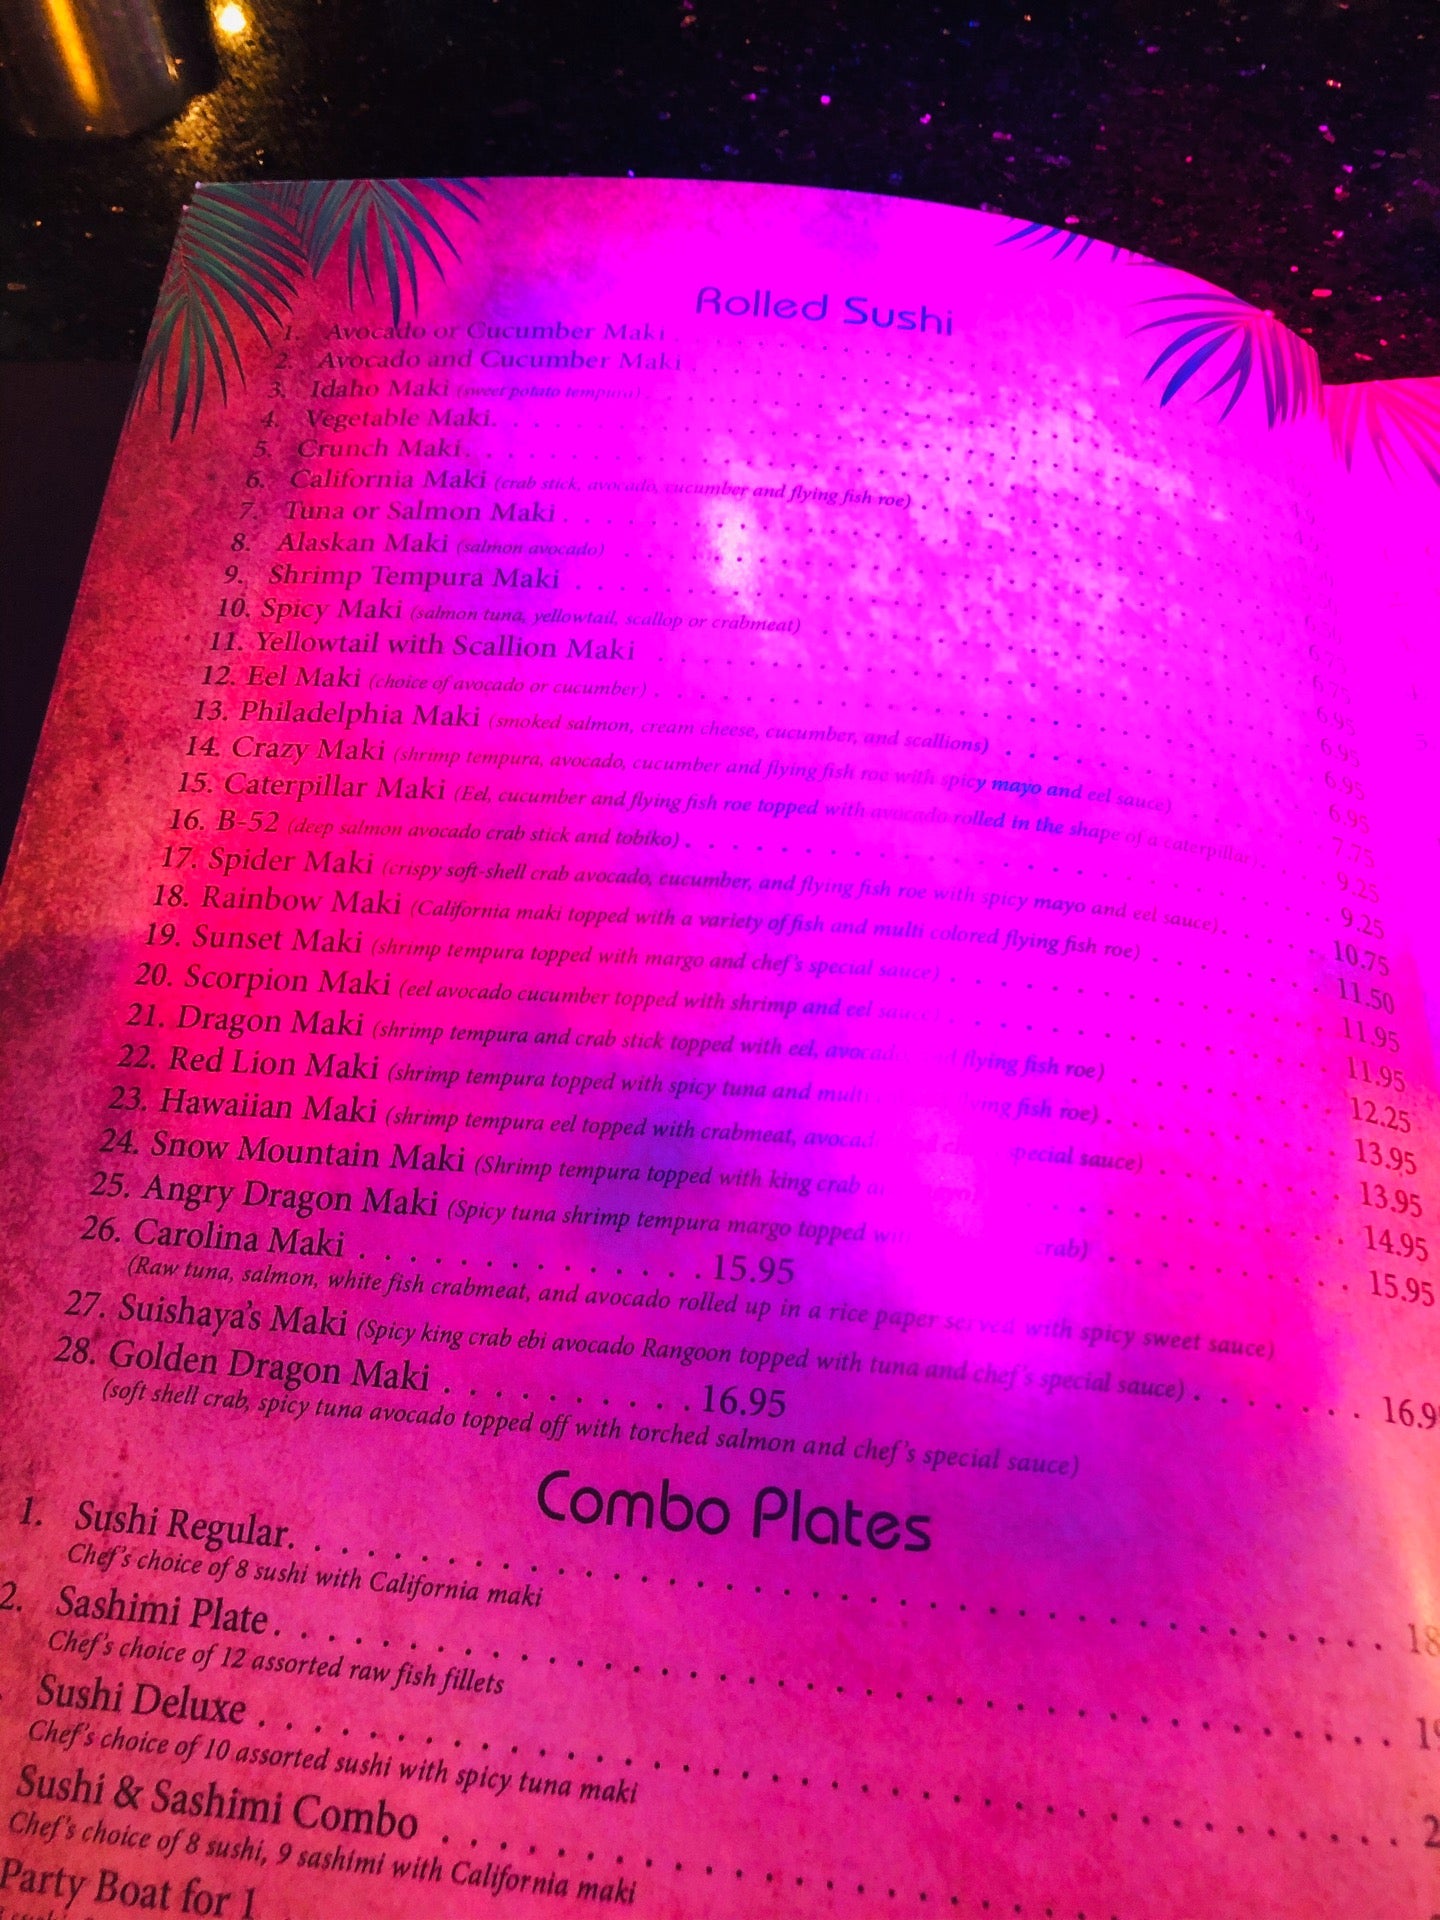 Rolled Sushi
1. Avocado or Cucumber Maki
2. Avocado and Cucumber Maki
3. Idaho Maki (sweet potato tempura)
4. Vegetable Maki
5. Crunch Maki
6. California Maki (crab stick, avocado, cucumber and flying fish roe)
7. Tuna or Salmon Maki 6.50
8. Alaskan Maki (salmon avocado) 6.75
9. Shrimp Tempura Maki 6.75
10. Spicy Maki (salmon tuna, yellowtail, scallop or crabmeat) 6.95
11. Yellowtail with Scallion Maki 6.95
12. Eel Maki (choice of avocado or cucumber) 6.95
13. Philadelphia Maki (smoked salmon, cream cheese, cucumber, and scallions) 6.95
14. Crazy Maki (shrimp tempura, avocado, cucumber and flying fish roe with spicy mayo and eel sauce) 7.75
15. Caterpillar Maki (Eel, cucumber and flying fish roe topped with avocado rolled in the shape of a caterpillar) 9.25
16. B-52 (deep salmon avocado crab stick and tobiko) 9.25
17. Spider Maki (crispy soft-shell crab avocado, cucumber, and flying fish roe with spicy mayo and eel sauce) 10.75
18. Rainbow Maki (California maki topped with a variety of fish and multi colored flying fish roe) 11.50
19. Sunset Maki (shrimp tempura topped with margo and chef's special sauce) 11.95
20. Scorpion Maki (eel avocado cucumber topped with shrimp and eel sauce) 11.95
21. Dragon Maki (shrimp tempura and crab stick topped with eel, avocado flying fish roe) 12.25
22. Red Lion Maki (shrimp tempura topped with spicy tuna and multi fish roe) 13.95
23. Hawaiian Maki (shrimp tempura eel topped with crabmeat, special sauce) 13.95
24. Snow Mountain Maki (Shrimp tempura topped with king crab 14.95
25. Angry Dragon Maki (Spicy tuna shrimp tempura margo topped crab) 15.95
26. Carolina Maki 15.95
(Raw tuna, salmon, white fish crabmeat, and avocado rolled up in a rice paper served with spicy sweet sauce)
27. Suishaya's Maki (Spicy king crab ebi avocado Rangoon topped with tuna and chef's special sauce) 16.9
28. Golden Dragon Maki 16.95
(soft shell crab, spicy tuna avocado topped off with torched salmon and chef's special sauce)
Combo Plates
1. Sushi Regular 18
Chef's choice of 8 sushi with California maki
2. Sashimi Plate 19
Chef's choice of 12 assorted raw fish fillets
Sushi Deluxe 2
Chef's choice of 10 assorted sushi with spicy tuna maki
Sushi & Sashimi Combo
Chef's choice of 8 sushi, 9 sashimi with California maki
Party Boat for 1